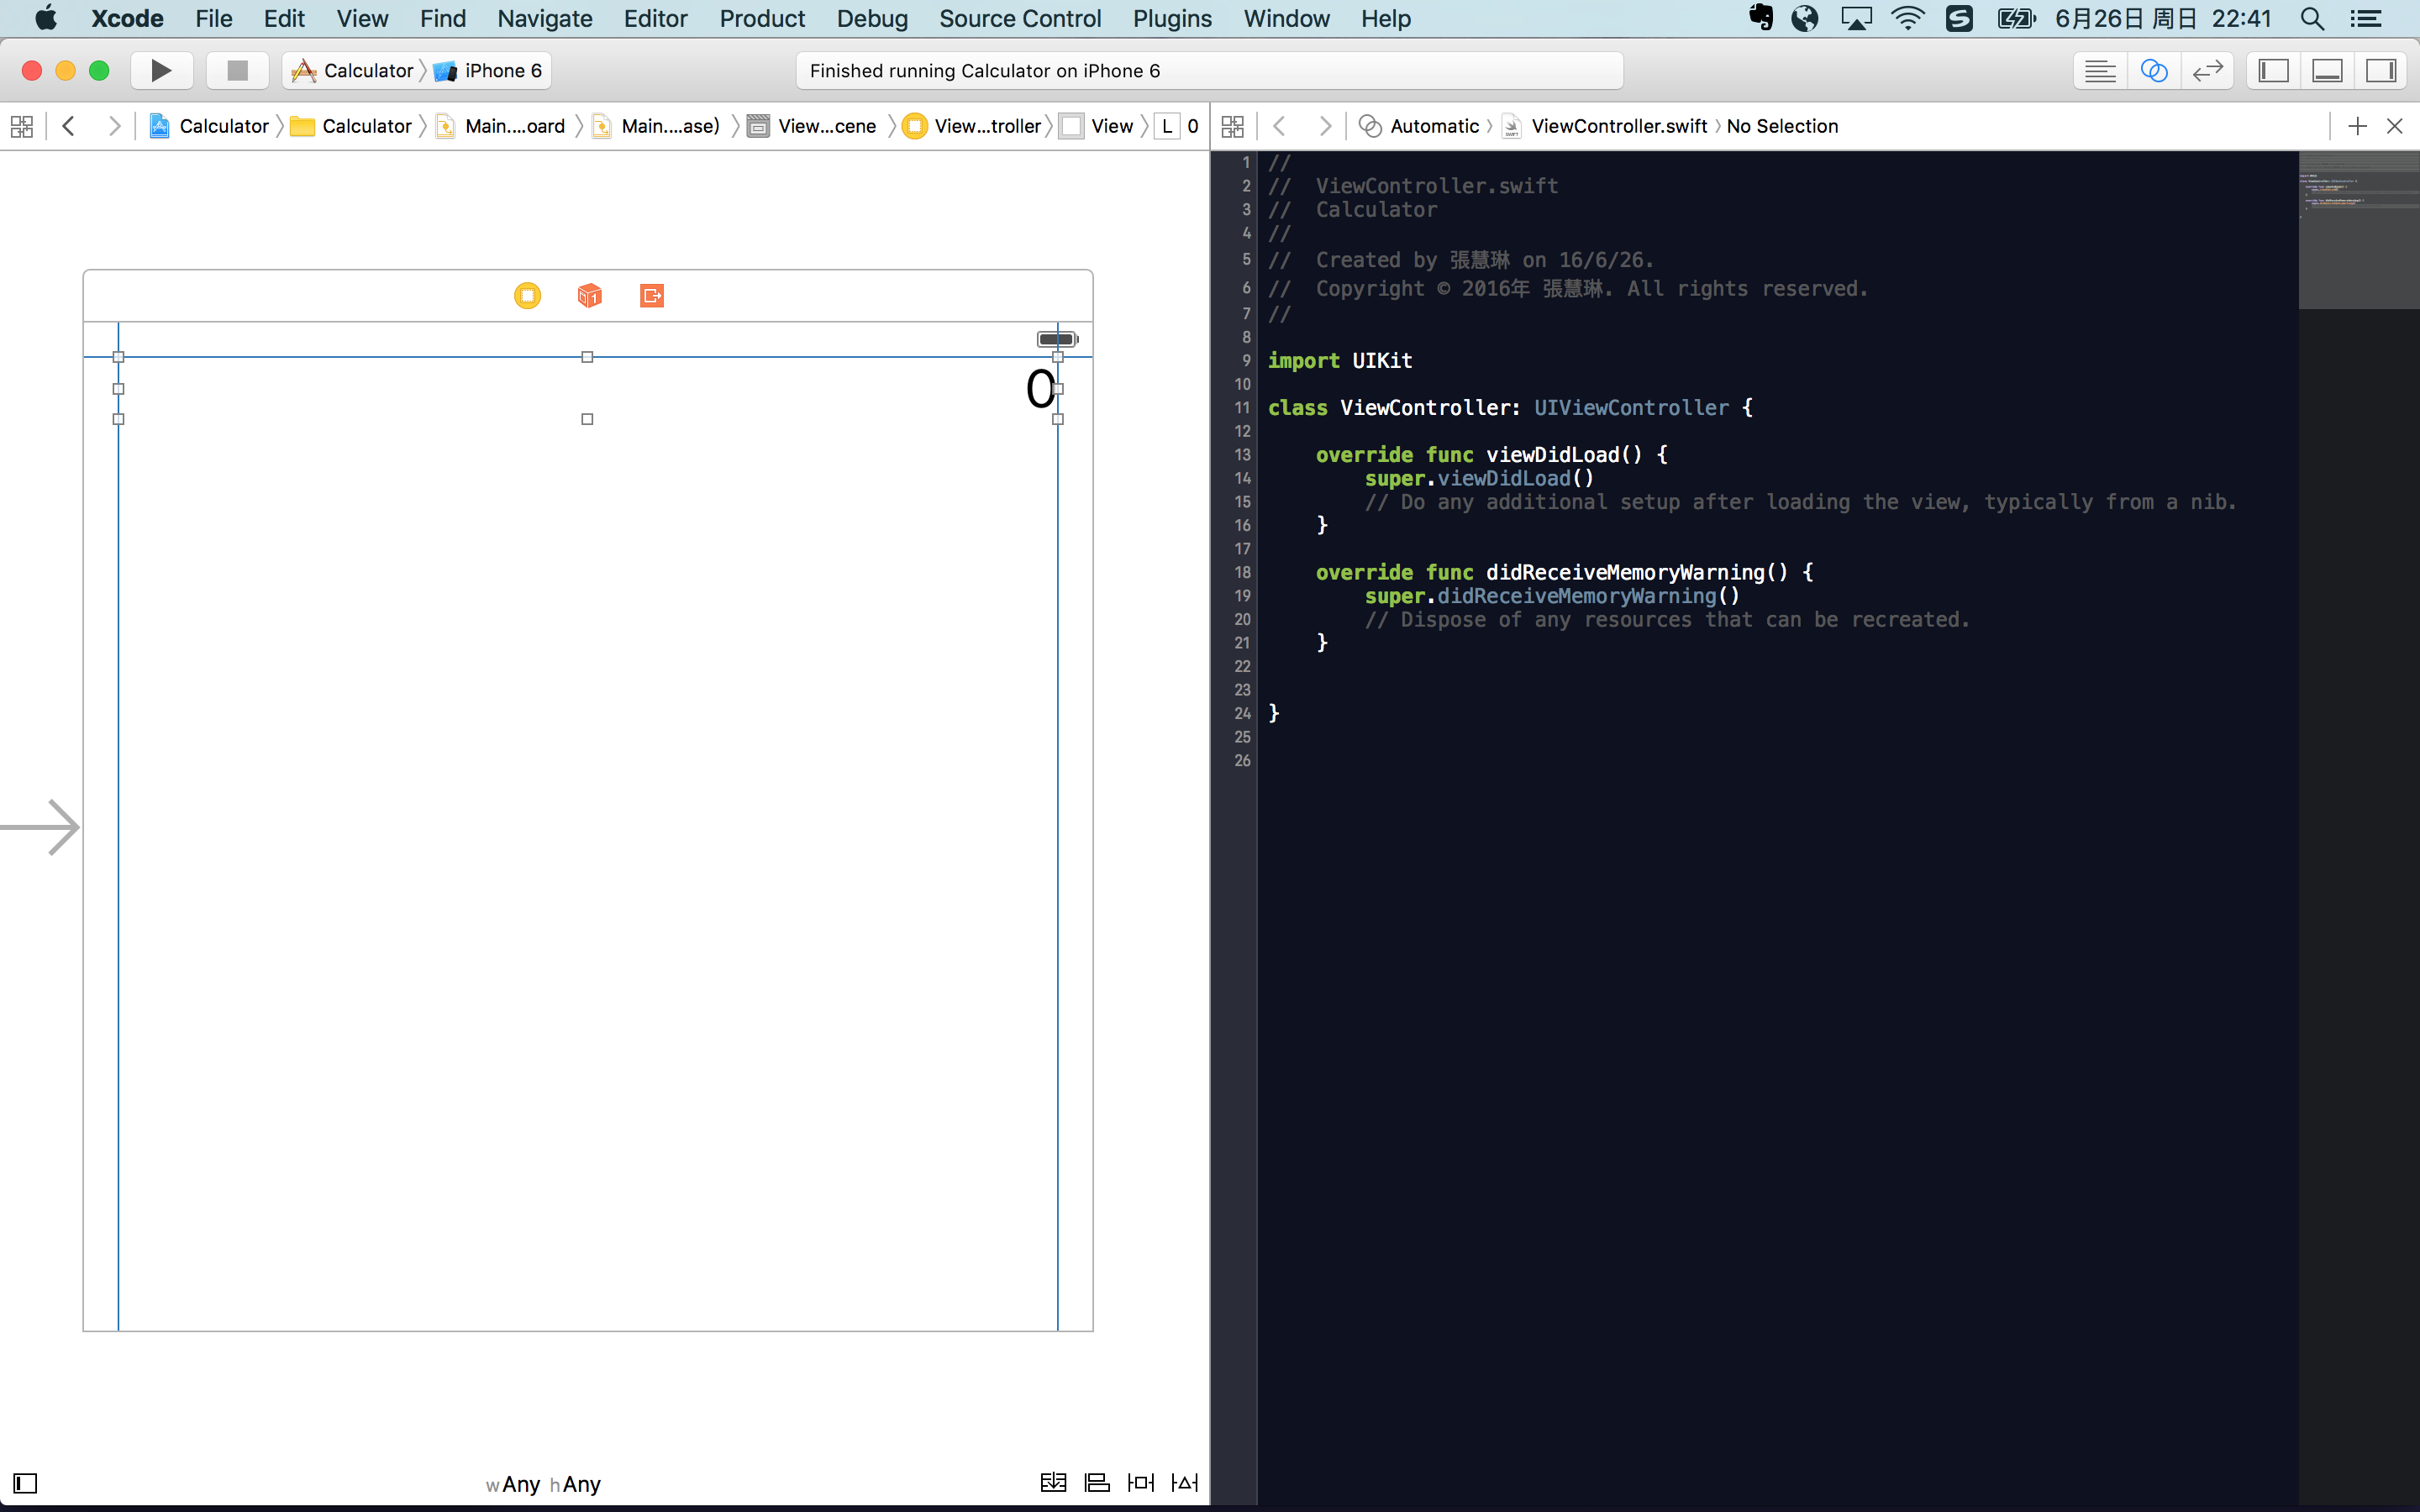 Xcode File Edit View Find Navigate Editor Product Debug Source Control Plugins Window Help 6月26日 周日 22:41
Calculator iPhone 6 Finished running Calculator on iPhone 6
Calculator Calculator Main....oard Main....ase) View...cene View...troller View L 0
Automatic ViewController.swift No Selection
0
w Any h Any
1 //
2 //  ViewController.swift
3 //  Calculator
4 //
5 //  Created by 張慧琳 on 16/6/26.
6 //  Copyright © 2016年 張慧琳. All rights reserved.
7 //
8
9 import UIKit
10
11 class ViewController: UIViewController {
12
13     override func viewDidLoad() {
14         super.viewDidLoad()
15         // Do any additional setup after loading the view, typically from a nib.
16     }
17
18     override func didReceiveMemoryWarning() {
19         super.didReceiveMemoryWarning()
20         // Dispose of any resources that can be recreated.
21     }
22
23
24 }
25
26